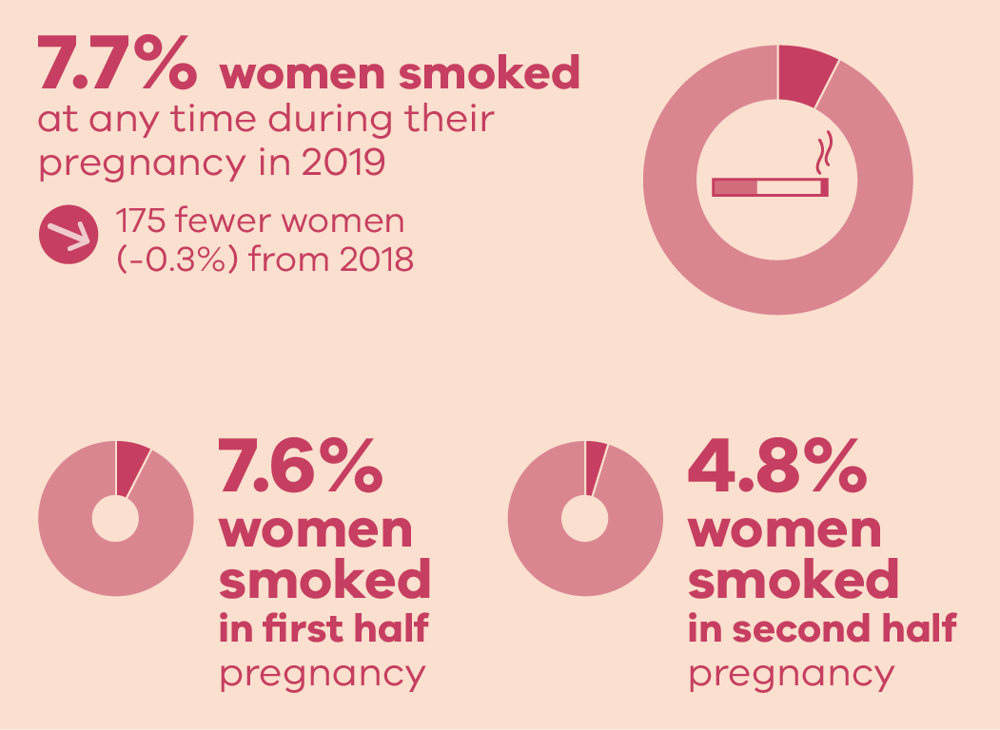 7.7% women smoked
at any time during their
pregnancy in 2019
175 fewer women
(-0.3%) from 2018
7.6%
women
smoked
in first half
pregnancy
4.8%
women
smoked
in second half
pregnancy